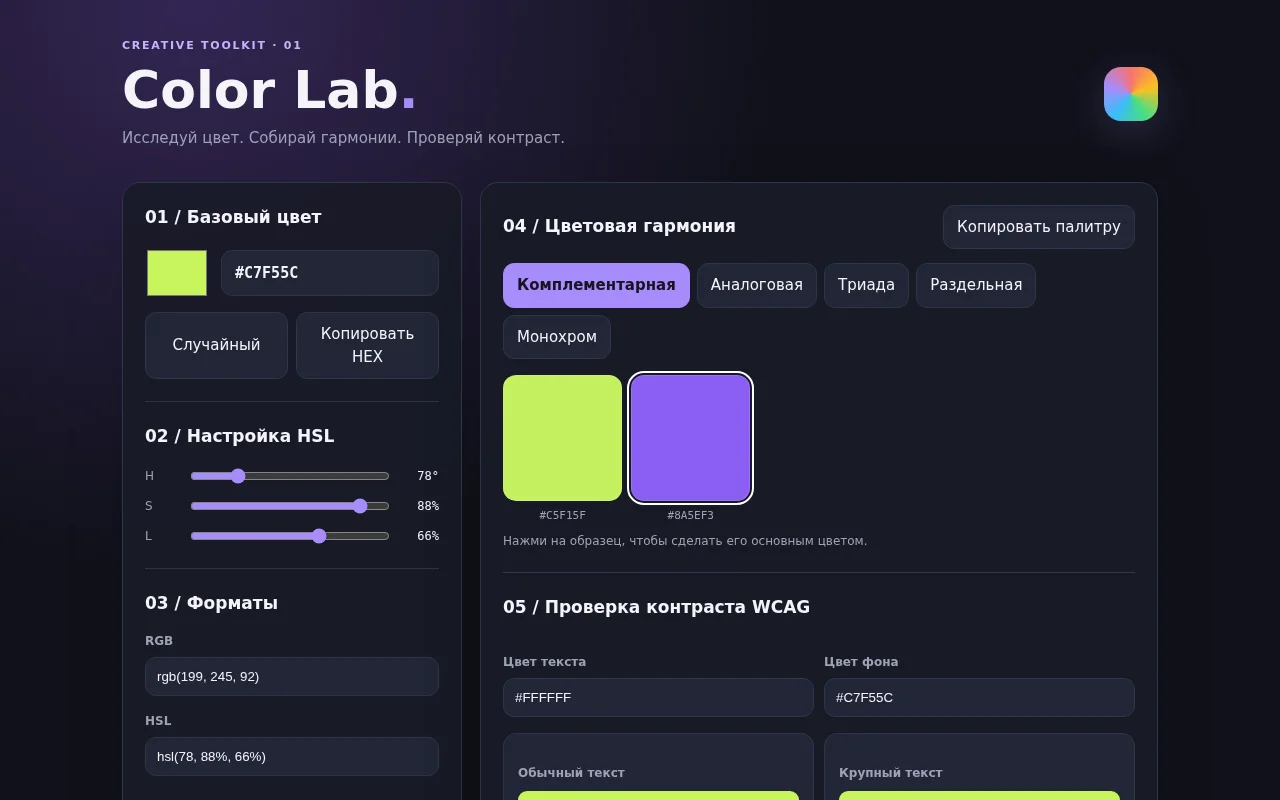 CREATIVE TOOLKIT · 01
Color Lab.
Исследуй цвет. Собирай гармонии. Проверяй контраст.
01 / Базовый цвет
#C7F55C
Случайный
Копировать
HEX
02 / Настройка HSL
H 78°
S 88%
L 66%
03 / Форматы
RGB
rgb(199, 245, 92)
HSL
hsl(78, 88%, 66%)
04 / Цветовая гармония
Копировать палитру
Комплементарная Аналоговая Триада Раздельная
Монохром
#C5F15F #8A5EF3
Нажми на образец, чтобы сделать его основным цветом.
05 / Проверка контраста WCAG
Цвет текста Цвет фона
#FFFFFF #C7F55C
Обычный текст Крупный текст